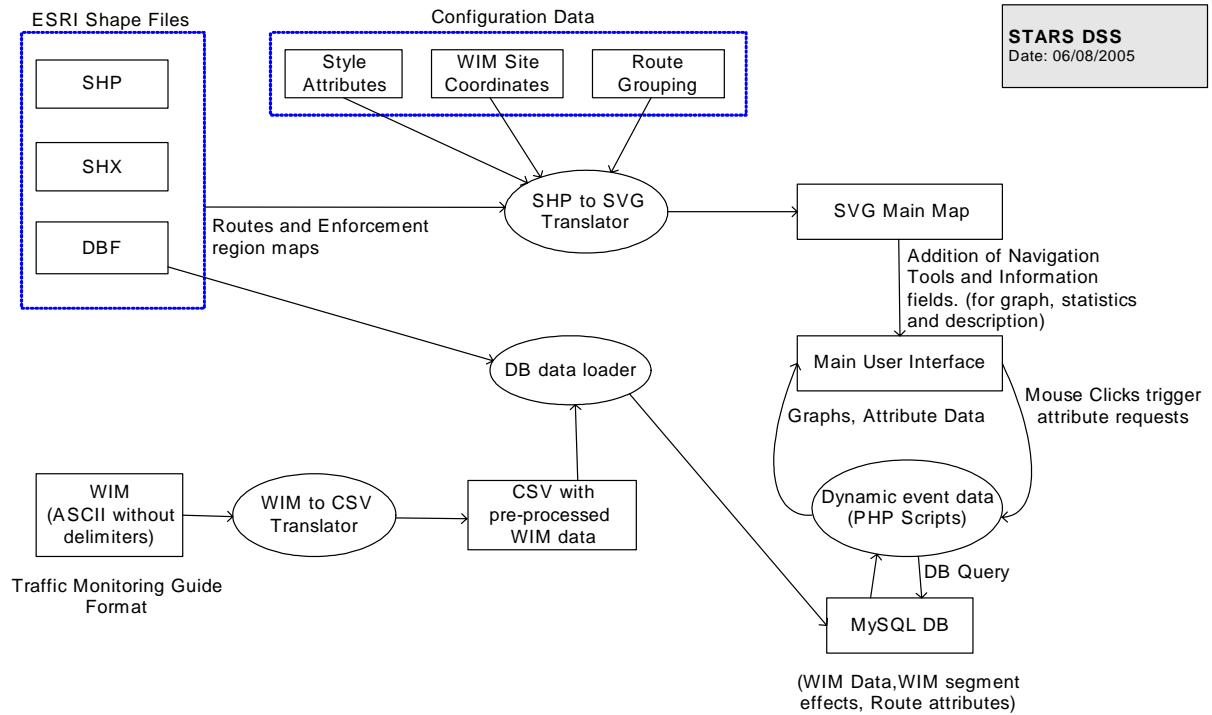 ESRI Shape Files
Configuration Data
STARS DSS
Date: 06/08/2005
SHP
SHX
DBF
Style
Attributes
WIM Site
Coordinates
Route
Grouping
Routes and Enforcement
region maps
SHP to SVG
Translator
SVG Main Map
Addition of Navigation
Tools and Information
fields. (for graph, statistics
and description)
DB data loader
Main User Interface
Graphs, Attribute Data
Mouse Clicks trigger
attribute requests
WIM
(ASCII without
delimiters)
Traffic Monitoring Guide
Format
WIM to CSV
Translator
CSV with
pre-processed
WIM data
Dynamic event data
(PHP Scripts)
DB Query
MySQL DB
(WIM Data,WIM segment
effects, Route attributes)